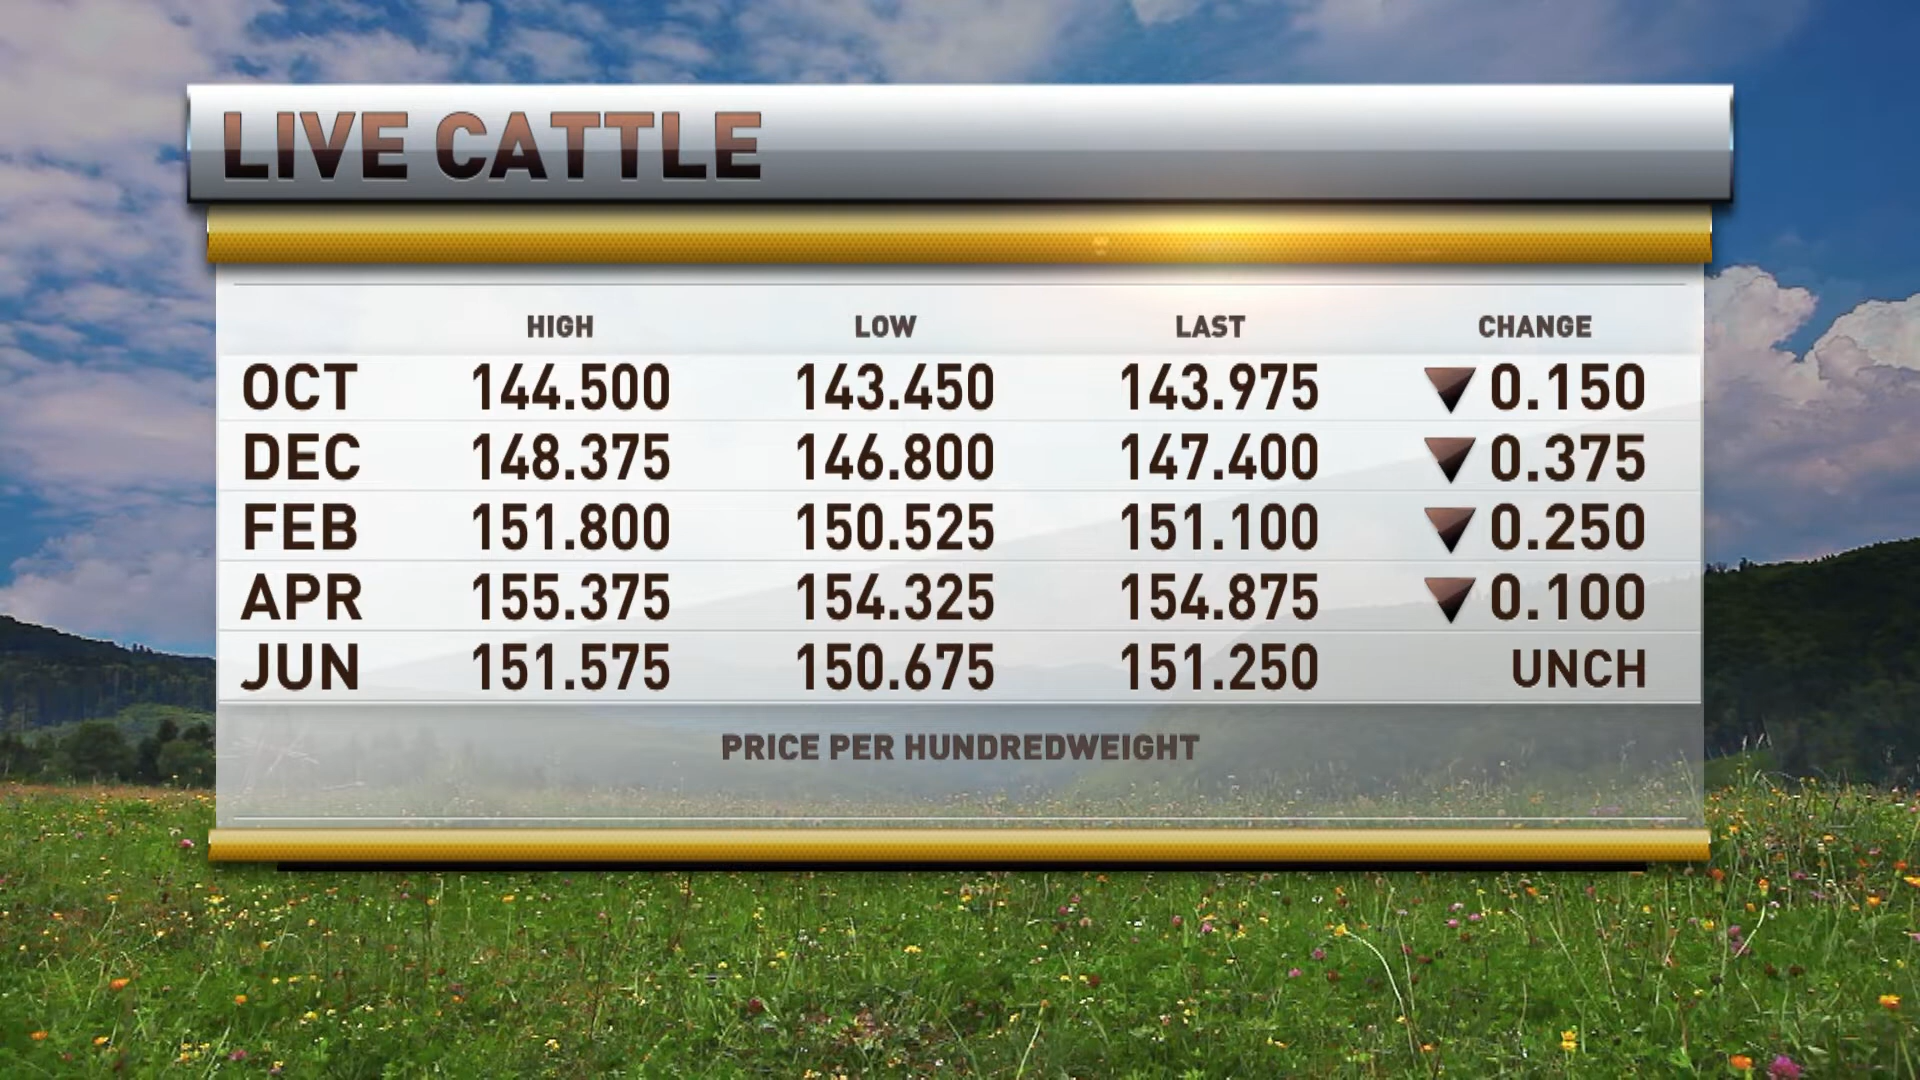 LIVE CATTLE
HIGH LOW LAST CHANGE
OCT 144.500 143.450 143.975 ▼ 0.150
DEC 148.375 146.800 147.400 ▼ 0.375
FEB 151.800 150.525 151.100 ▼ 0.250
APR 155.375 154.325 154.875 ▼ 0.100
JUN 151.575 150.675 151.250 UNCH
PRICE PER HUNDREDWEIGHT